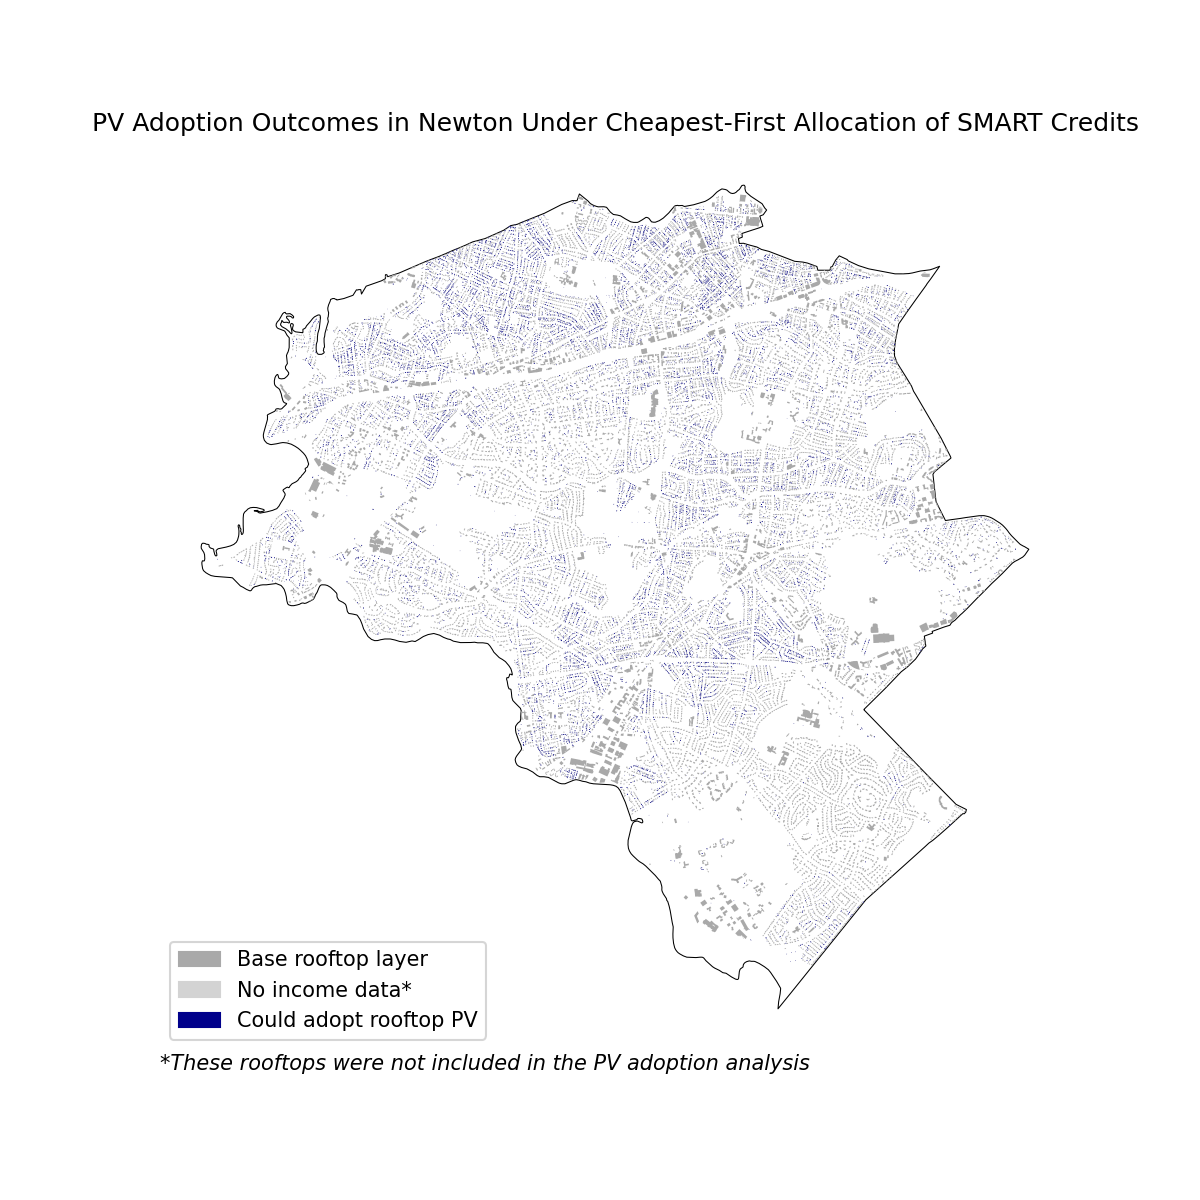 PV Adoption Outcomes in Newton Under Cheapest-First Allocation of SMART Credits
Base rooftop layer
No income data*
Could adopt rooftop PV
*These rooftops were not included in the PV adoption analysis